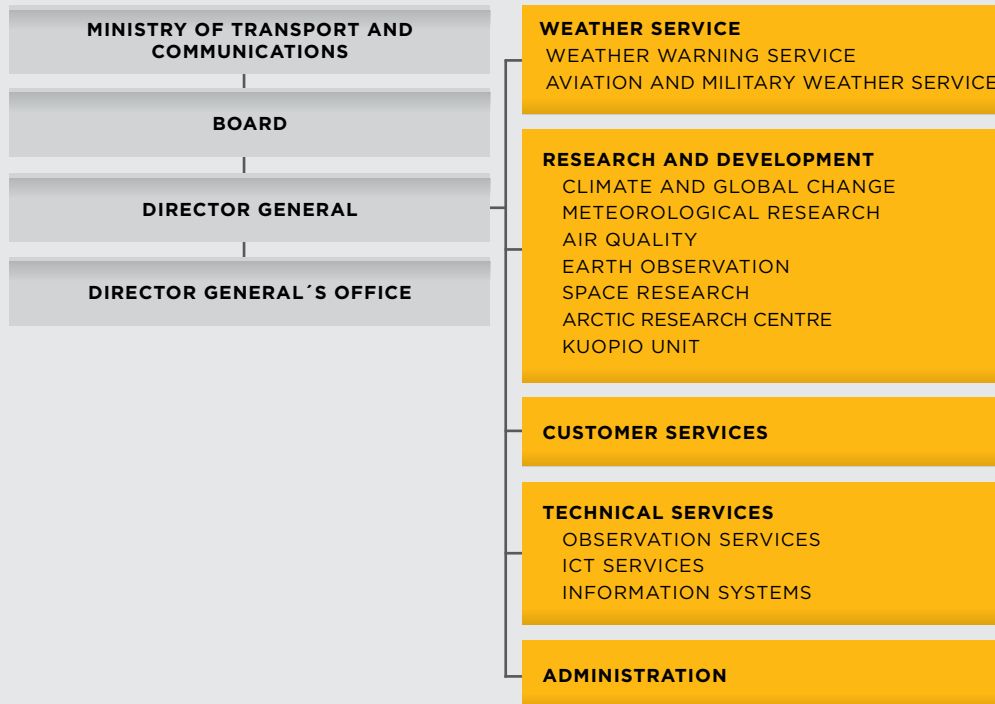 MINISTRY OF TRANSPORT AND
COMMUNICATIONS
BOARD
DIRECTOR GENERAL
DIRECTOR GENERAL´S OFFICE
WEATHER SERVICE
WEATHER WARNING SERVICE
AVIATION AND MILITARY WEATHER SERVICE
RESEARCH AND DEVELOPMENT
CLIMATE AND GLOBAL CHANGE
METEOROLOGICAL RESEARCH
AIR QUALITY
EARTH OBSERVATION
SPACE RESEARCH
ARCTIC RESEARCH CENTRE
KUOPIO UNIT
CUSTOMER SERVICES
TECHNICAL SERVICES
OBSERVATION SERVICES
ICT SERVICES
INFORMATION SYSTEMS
ADMINISTRATION